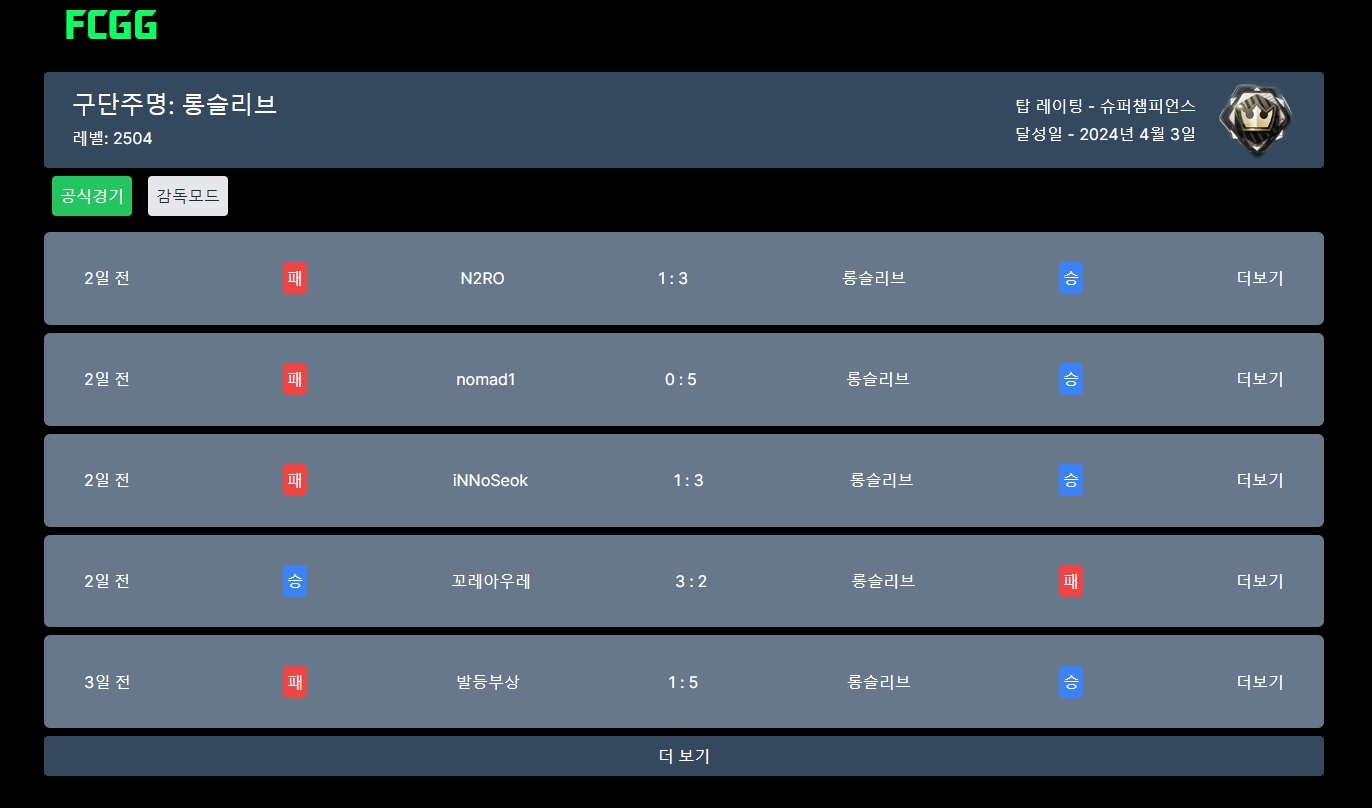 FCGG
구단주명: 롱슬리브
레벨: 2504
탑 레이팅 - 슈퍼챔피언스
달성일 - 2024년 4월 3일
공식경기 감독모드
2일 전 패 N2RO 1 : 3 롱슬리브 승 더보기
2일 전 패 nomad1 0 : 5 롱슬리브 승 더보기
2일 전 패 iNNoSeok 1 : 3 롱슬리브 승 더보기
2일 전 승 꼬레아우레 3 : 2 롱슬리브 패 더보기
3일 전 패 발등부상 1 : 5 롱슬리브 승 더보기
더 보기